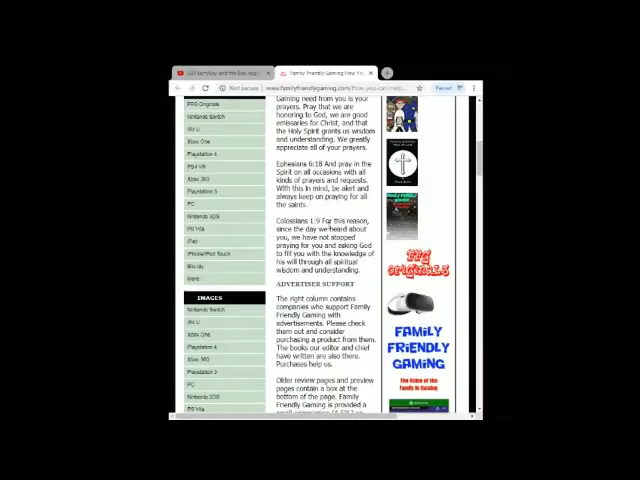 Family Friendly Gaming How Yo
Not secure
www.familyfriendlygaming.com/
Paused
FFG Originals
Nintendo Switch
Wii U
Xbox One
Playstation 4
PS4 VR
Xbox 360
Playstation 3
PC
Nintendo 3DS
PS Vita
iPad
iPhone/iPod Touch
Blu-ray
More...
IMAGES
Nintendo Switch
Wii U
Xbox One
Playstation 4
Xbox 360
Playstation 3
PC
Nintendo 3DS
PS Vita
Gaming need from you is your
prayers. Pray that we are
honoring to God, we are good
emissaries for Christ, and that
the Holy Spirit grants us wisdom
and understanding. We greatly
appreciate all of your prayers.
Ephesians 6:18 And pray in the
Spirit on all occasions with all
kinds of prayers and requests.
With this in mind, be alert and
always keep on praying for all
the saints.
Colossians 1:9 For this reason,
since the day we heard about
you, we have not stopped
praying for you and asking God
to fill you with the knowledge of
his will through all spiritual
wisdom and understanding.
ADVERTISER SUPPORT
The right column contains
companies who support Family
Friendly Gaming with
advertisements. Please check
them out and consider
purchasing a product from them.
The books our editor and chief
have written are also there.
Purchases help us.
Older review pages and preview
pages contain a box at the
bottom of the page. Family
Friendly Gaming is provided a
FFG
ORIGINALS
FAMILY
FRIENDLY
GAMING
The Voice of the
Family in Gaming